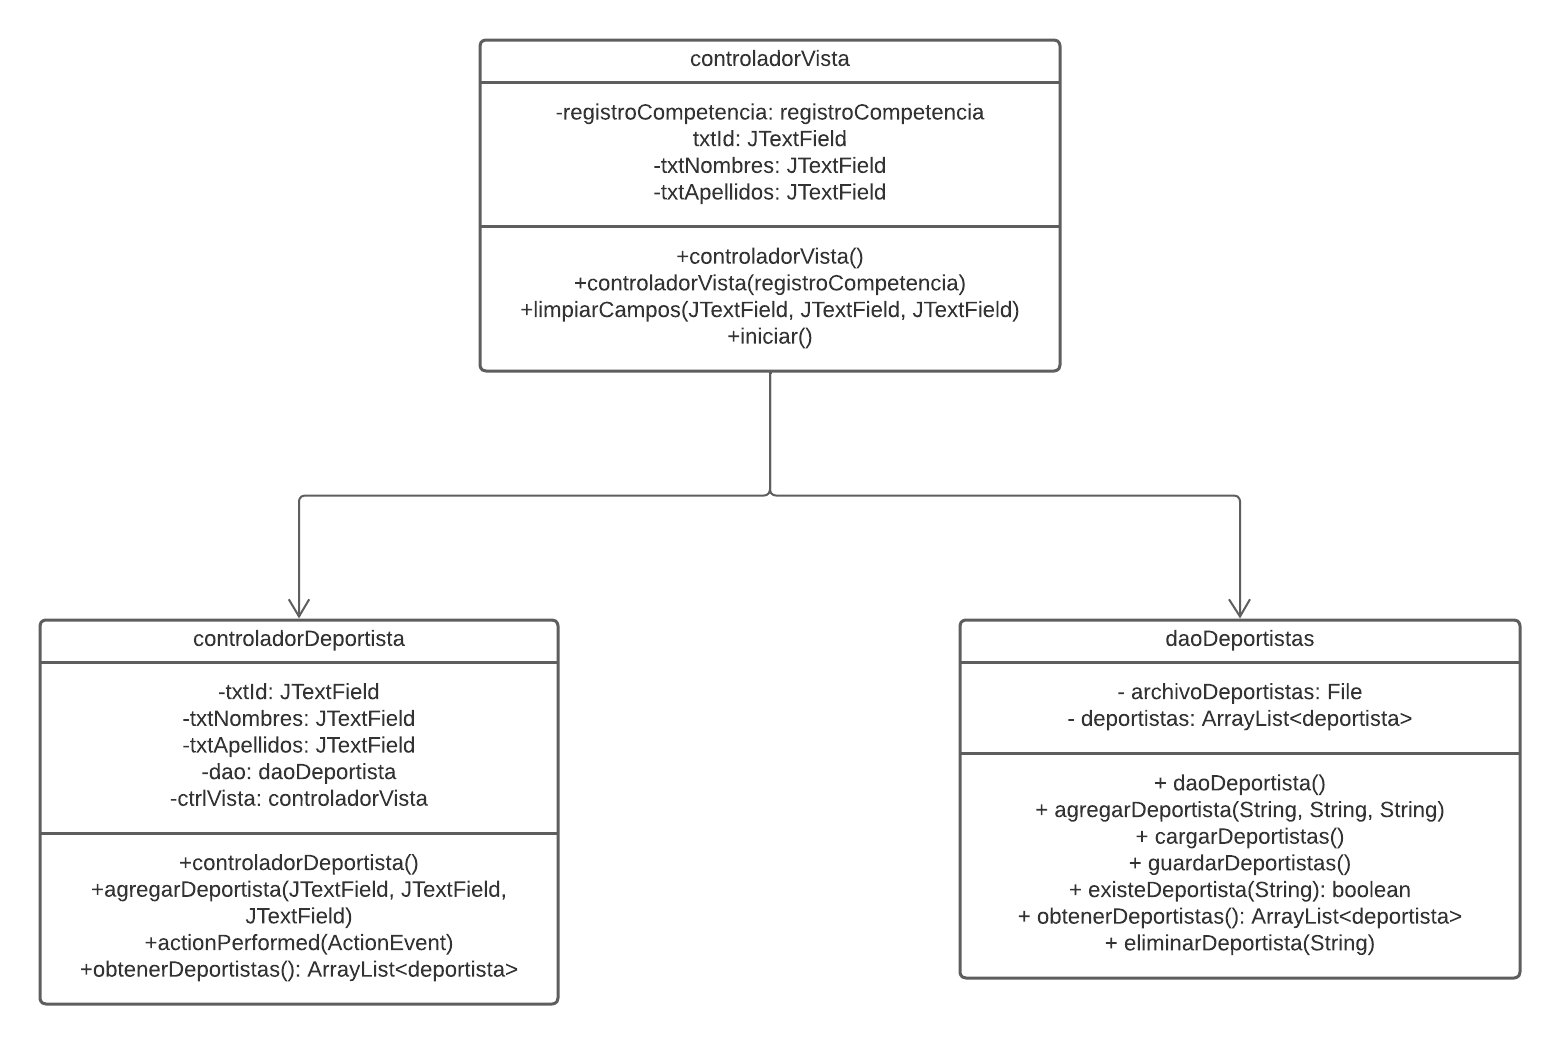 controladorVista
-registroCompetencia: registroCompetencia
txtId: JTextField
-txtNombres: JTextField
-txtApellidos: JTextField
+controladorVista()
+controladorVista(registroCompetencia)
+limpiarCampos(JTextField, JTextField, JTextField)
+iniciar()
controladorDeportista
-txtId: JTextField
-txtNombres: JTextField
-txtApellidos: JTextField
-dao: daoDeportista
-ctrlVista: controladorVista
+controladorDeportista()
+agregarDeportista(JTextField, JTextField,
JTextField)
+actionPerformed(ActionEvent)
+obtenerDeportistas(): ArrayList<deportista>
daoDeportistas
- archivoDeportistas: File
- deportistas: ArrayList<deportista>
+ daoDeportista()
+ agregarDeportista(String, String, String)
+ cargarDeportistas()
+ guardarDeportistas()
+ existeDeportista(String): boolean
+ obtenerDeportistas(): ArrayList<deportista>
+ eliminarDeportista(String)